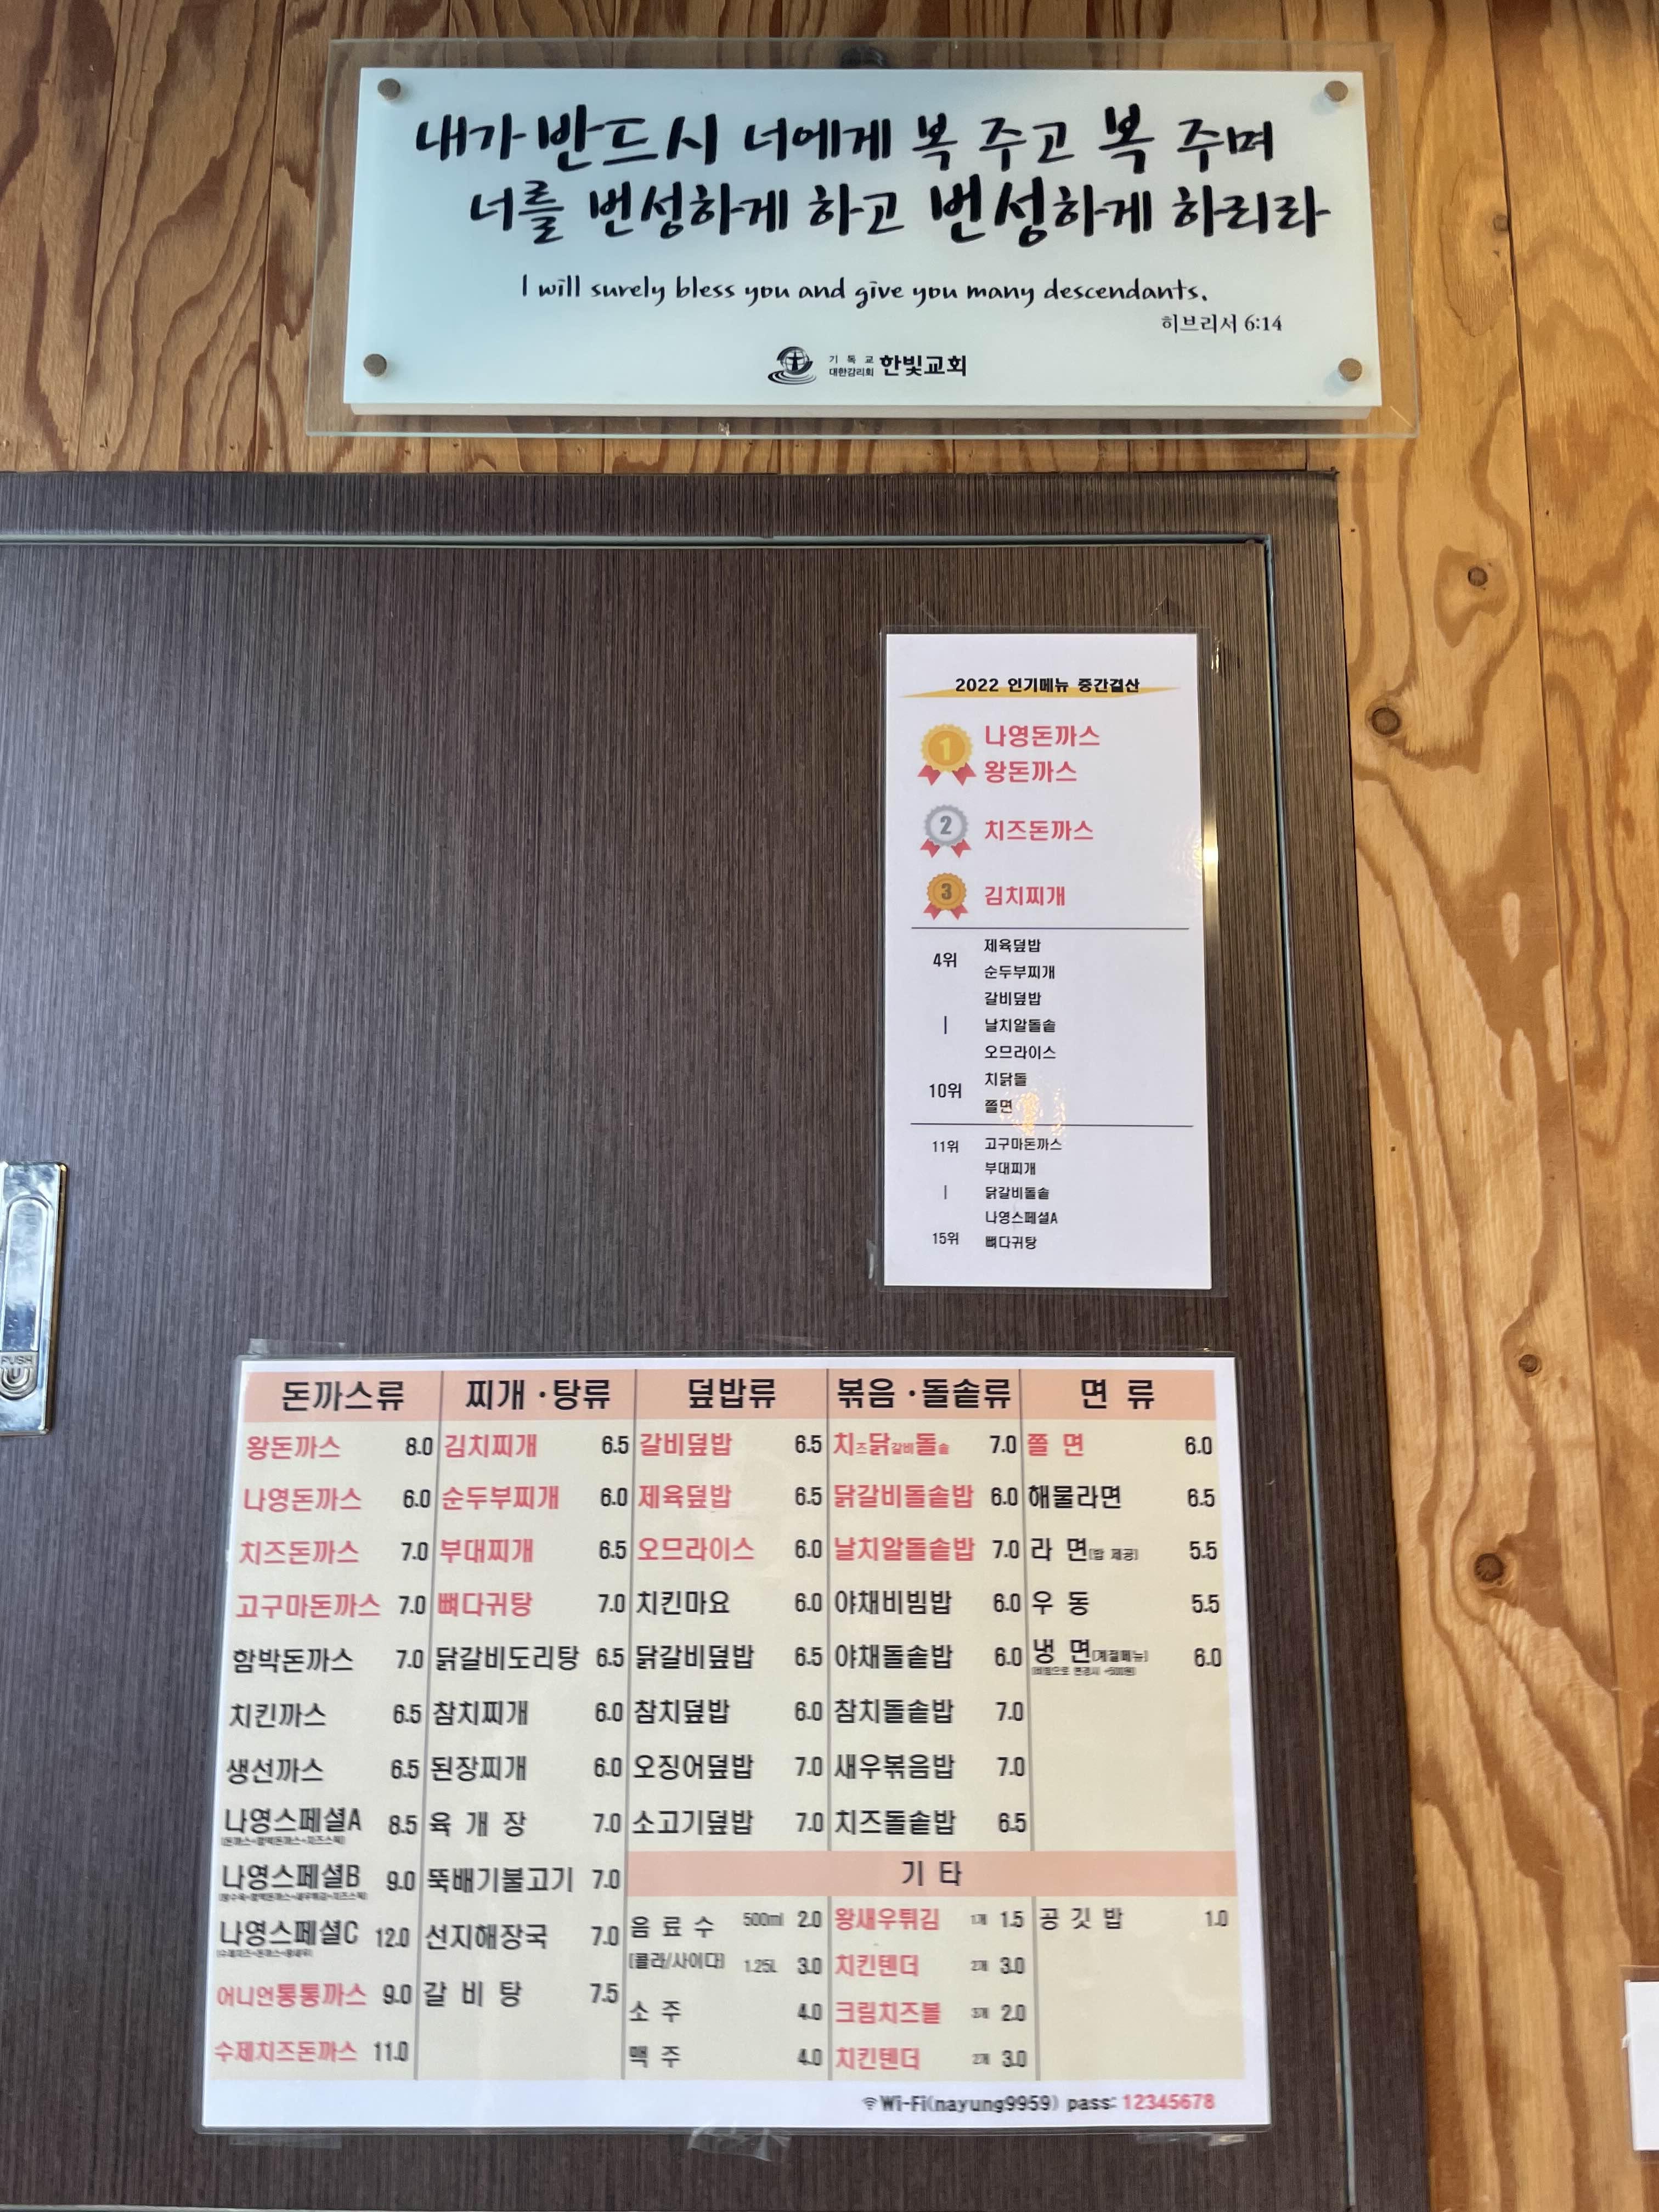 내가 반드시 너에게 복 주고 복 주며
너를 번성하게 하고 번성하게 하리라
I will surely bless you and give you many descendants.
히브리서 6:14
기독교
대한감리회 한빛교회
2022 인기메뉴 중간결산
1 나영돈까스
왕돈까스
2 치즈돈까스
3 김치찌개
4위 제육덮밥
순두부찌개
갈비덮밥
| 날치알돌솥
오므라이스
10위 치닭돌
쫄면
11위 고구마돈까스
부대찌개
| 닭갈비돌솥
나영스페셜A
15위 뼈다귀탕
PUSH
돈까스류
왕돈까스 8.0
나영돈까스 6.0
치즈돈까스 7.0
고구마돈까스 7.0
함박돈까스 7.0
치킨까스 6.5
생선까스 6.5
나영스페셜A 8.5
나영스페셜B 9.0
나영스페셜C 12.0
어니언통통까스 9.0
수제치즈돈까스 11.0
찌개·탕류
김치찌개 6.5
순두부찌개 6.0
부대찌개 6.5
뼈다귀탕 7.0
닭갈비도리탕 6.5
참치찌개 6.0
된장찌개 6.0
육 개 장 7.0
뚝배기불고기 7.0
선지해장국 7.0
갈 비 탕 7.5
덮밥류
갈비덮밥 6.5
제육덮밥 6.5
오므라이스 6.0
치킨마요 6.0
닭갈비덮밥 6.5
참치덮밥 6.0
오징어덮밥 7.0
소고기덮밥 7.0
볶음·돌솥류
치즈닭갈비돌솥 7.0
닭갈비돌솥밥 6.0
날치알돌솥밥 7.0
야채비빔밥 6.0
야채돌솥밥 6.0
참치돌솥밥 7.0
새우볶음밥 7.0
치즈돌솥밥 6.5
면 류
쫄 면 6.0
해물라면 6.5
라 면(밥 제공) 5.5
우 동 5.5
냉 면(계절메뉴) 6.0
(비빔으로 변경시 +500원)
기 타
음 료 수 500ml 2.0
(콜라/사이다) 1.25L 3.0
소 주 4.0
맥 주 4.0
왕새우튀김 1개 1.5
치킨텐더 2개 3.0
크림치즈볼 3개 2.0
치킨텐더 2개 3.0
공 깃 밥 1.0
Wi-Fi(nayung9959) pass: 12345678